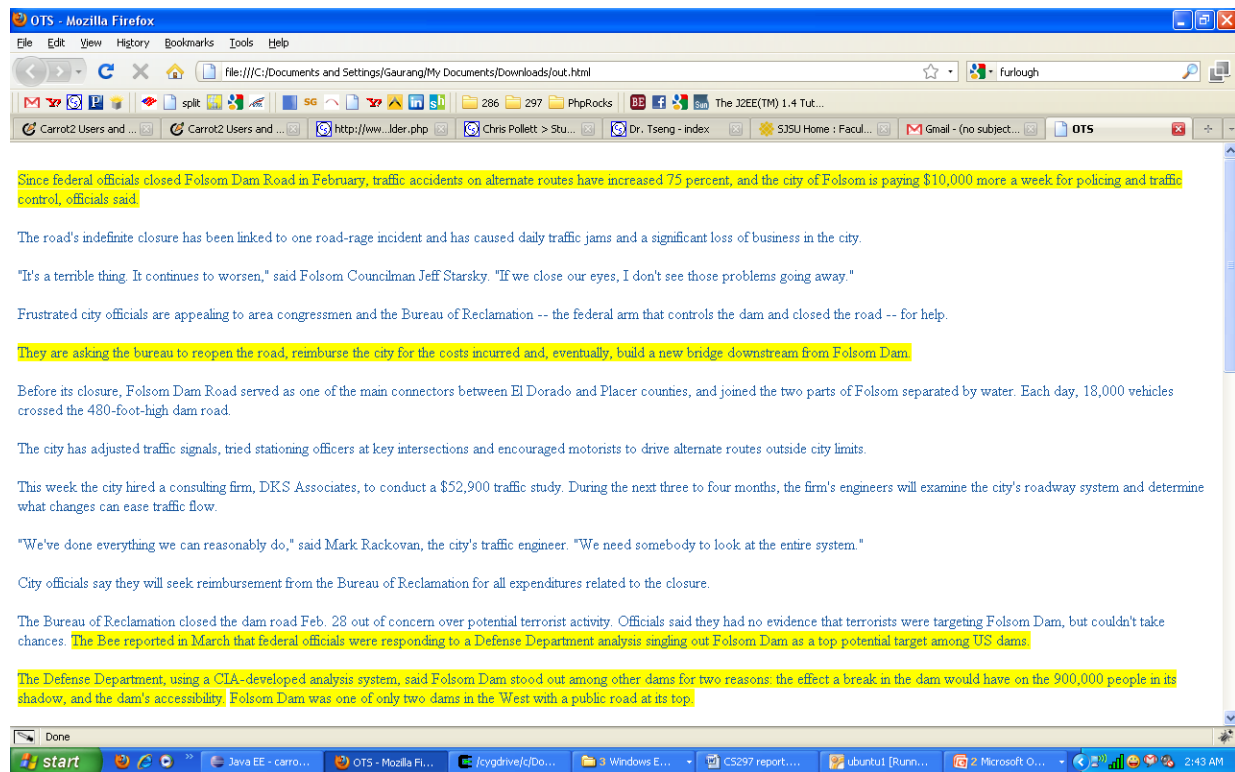 OTS - Mozilla Firefox
File Edit View History Bookmarks Tools Help
file:///C:/Documents and Settings/Gaurang/My Documents/Downloads/out.html
furlough
split SG 286 297 PhpRocks BE The J2EE(TM) 1.4 Tut...
Carrot2 Users and ... Carrot2 Users and ... http://ww...lder.php Chris Pollett > Stu... Dr. Tseng - index SJSU Home : Facul... Gmail - (no subject... OTS
Since federal officials closed Folsom Dam Road in February, traffic accidents on alternate routes have increased 75 percent, and the city of Folsom is paying $10,000 more a week for policing and traffic
control, officials said.
The road's indefinite closure has been linked to one road-rage incident and has caused daily traffic jams and a significant loss of business in the city.
"It's a terrible thing. It continues to worsen," said Folsom Councilman Jeff Starsky. "If we close our eyes, I don't see those problems going away."
Frustrated city officials are appealing to area congressmen and the Bureau of Reclamation -- the federal arm that controls the dam and closed the road -- for help.
They are asking the bureau to reopen the road, reimburse the city for the costs incurred and, eventually, build a new bridge downstream from Folsom Dam.
Before its closure, Folsom Dam Road served as one of the main connectors between El Dorado and Placer counties, and joined the two parts of Folsom separated by water. Each day, 18,000 vehicles
crossed the 480-foot-high dam road.
The city has adjusted traffic signals, tried stationing officers at key intersections and encouraged motorists to drive alternate routes outside city limits.
This week the city hired a consulting firm, DKS Associates, to conduct a $52,900 traffic study. During the next three to four months, the firm's engineers will examine the city's roadway system and determine
what changes can ease traffic flow.
"We've done everything we can reasonably do," said Mark Rackovan, the city's traffic engineer. "We need somebody to look at the entire system."
City officials say they will seek reimbursement from the Bureau of Reclamation for all expenditures related to the closure.
The Bureau of Reclamation closed the dam road Feb. 28 out of concern over potential terrorist activity. Officials said they had no evidence that terrorists were targeting Folsom Dam, but couldn't take
chances. The Bee reported in March that federal officials were responding to a Defense Department analysis singling out Folsom Dam as a top potential target among US dams.
The Defense Department, using a CIA-developed analysis system, said Folsom Dam stood out among other dams for two reasons: the effect a break in the dam would have on the 900,000 people in its
shadow, and the dam's accessibility. Folsom Dam was one of only two dams in the West with a public road at its top.
Done
start Java EE - carro... OTS - Mozilla Fi... /cygdrive/c/Do... 3 Windows E... CS297 report.... ubuntu1 [Runn... 2 Microsoft O... 2:43 AM